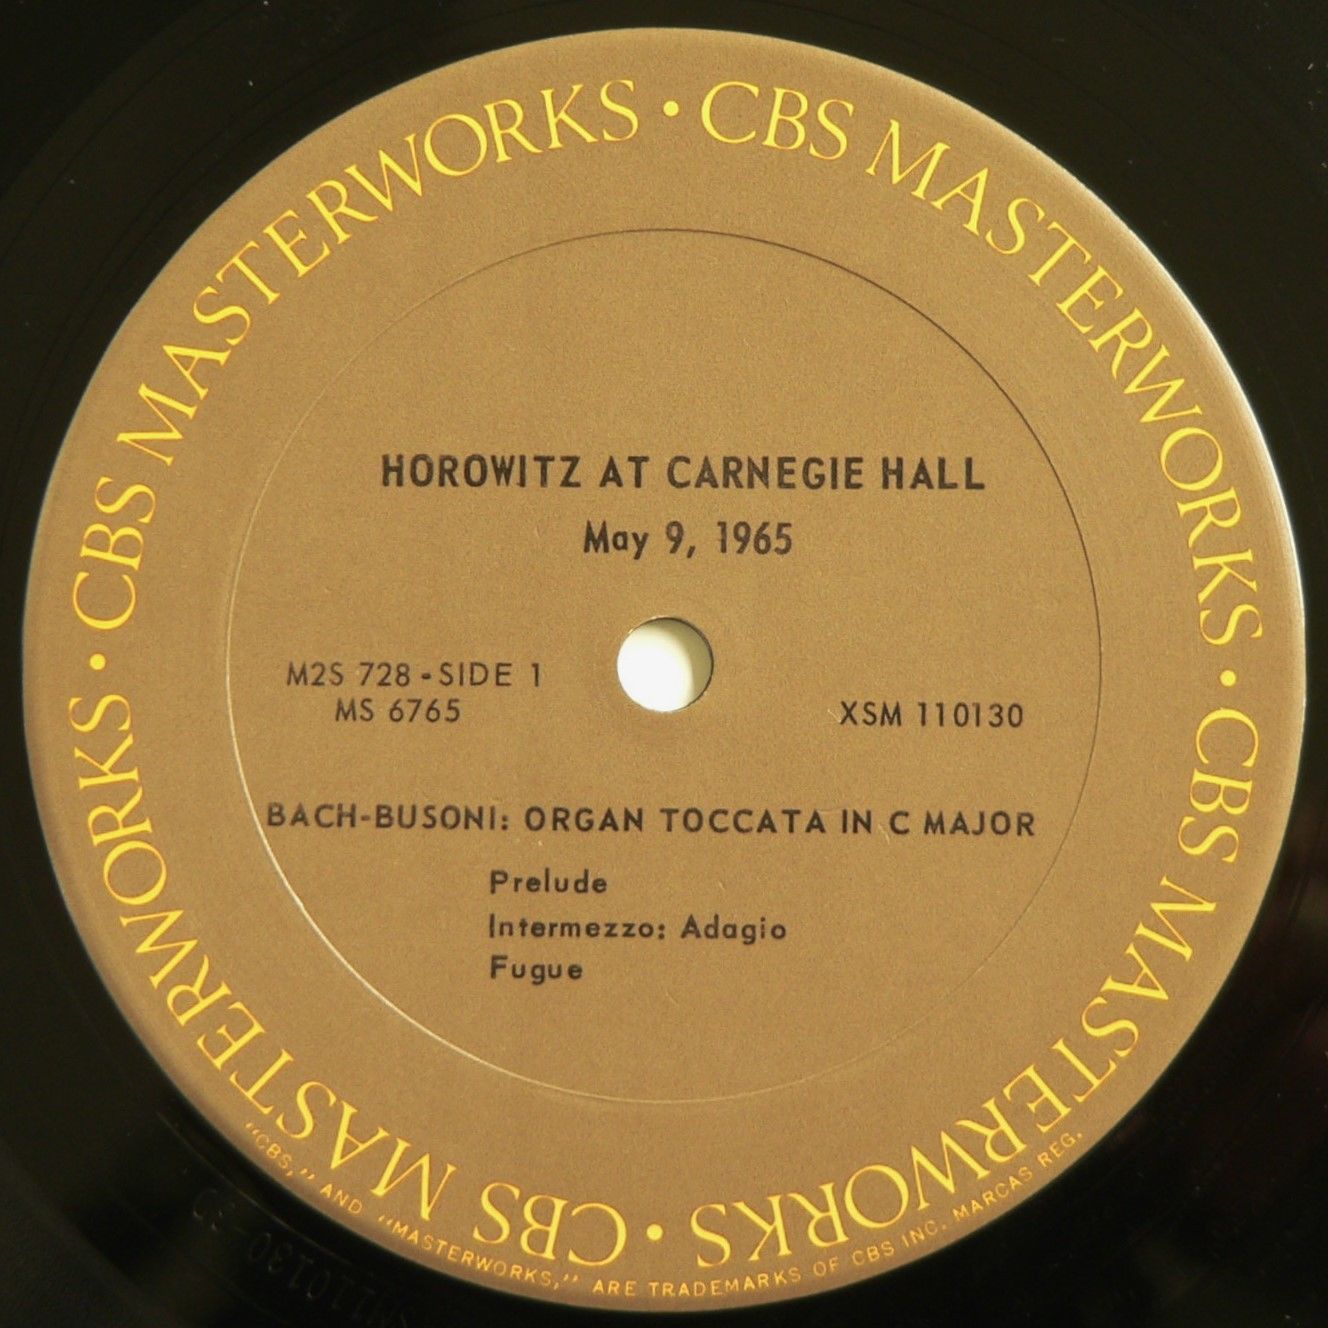 CBS MASTERWORKS • CBS MASTERWORKS • CBS MASTERWORKS • CBS MASTERWORKS •
HOROWITZ AT CARNEGIE HALL
May 9, 1965
M2S 728 - SIDE 1
MS 6765
XSM 110130
BACH-BUSONI: ORGAN TOCCATA IN C MAJOR
Prelude
Intermezzo: Adagio
Fugue
"CBS," AND "MASTERWORKS," ARE TRADEMARKS OF CBS INC. MARCAS REG.